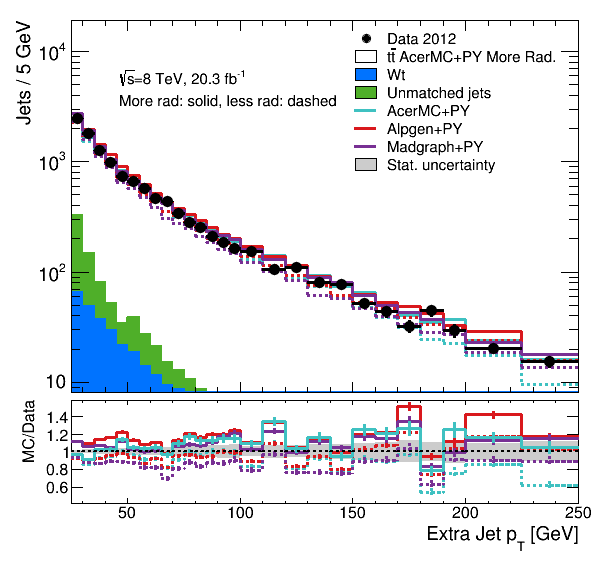 Jets / 5 GeV
10^4
10^3
10^2
10
√s=8 TeV, 20.3 fb^-1
More rad: solid, less rad: dashed
Data 2012
tt̄ AcerMC+PY More Rad.
Wt
Unmatched jets
AcerMC+PY
Alpgen+PY
Madgraph+PY
Stat. uncertainty
MC/Data
1.4
1.2
1
0.8
0.6
50 100 150 200 250
Extra Jet p_T [GeV]